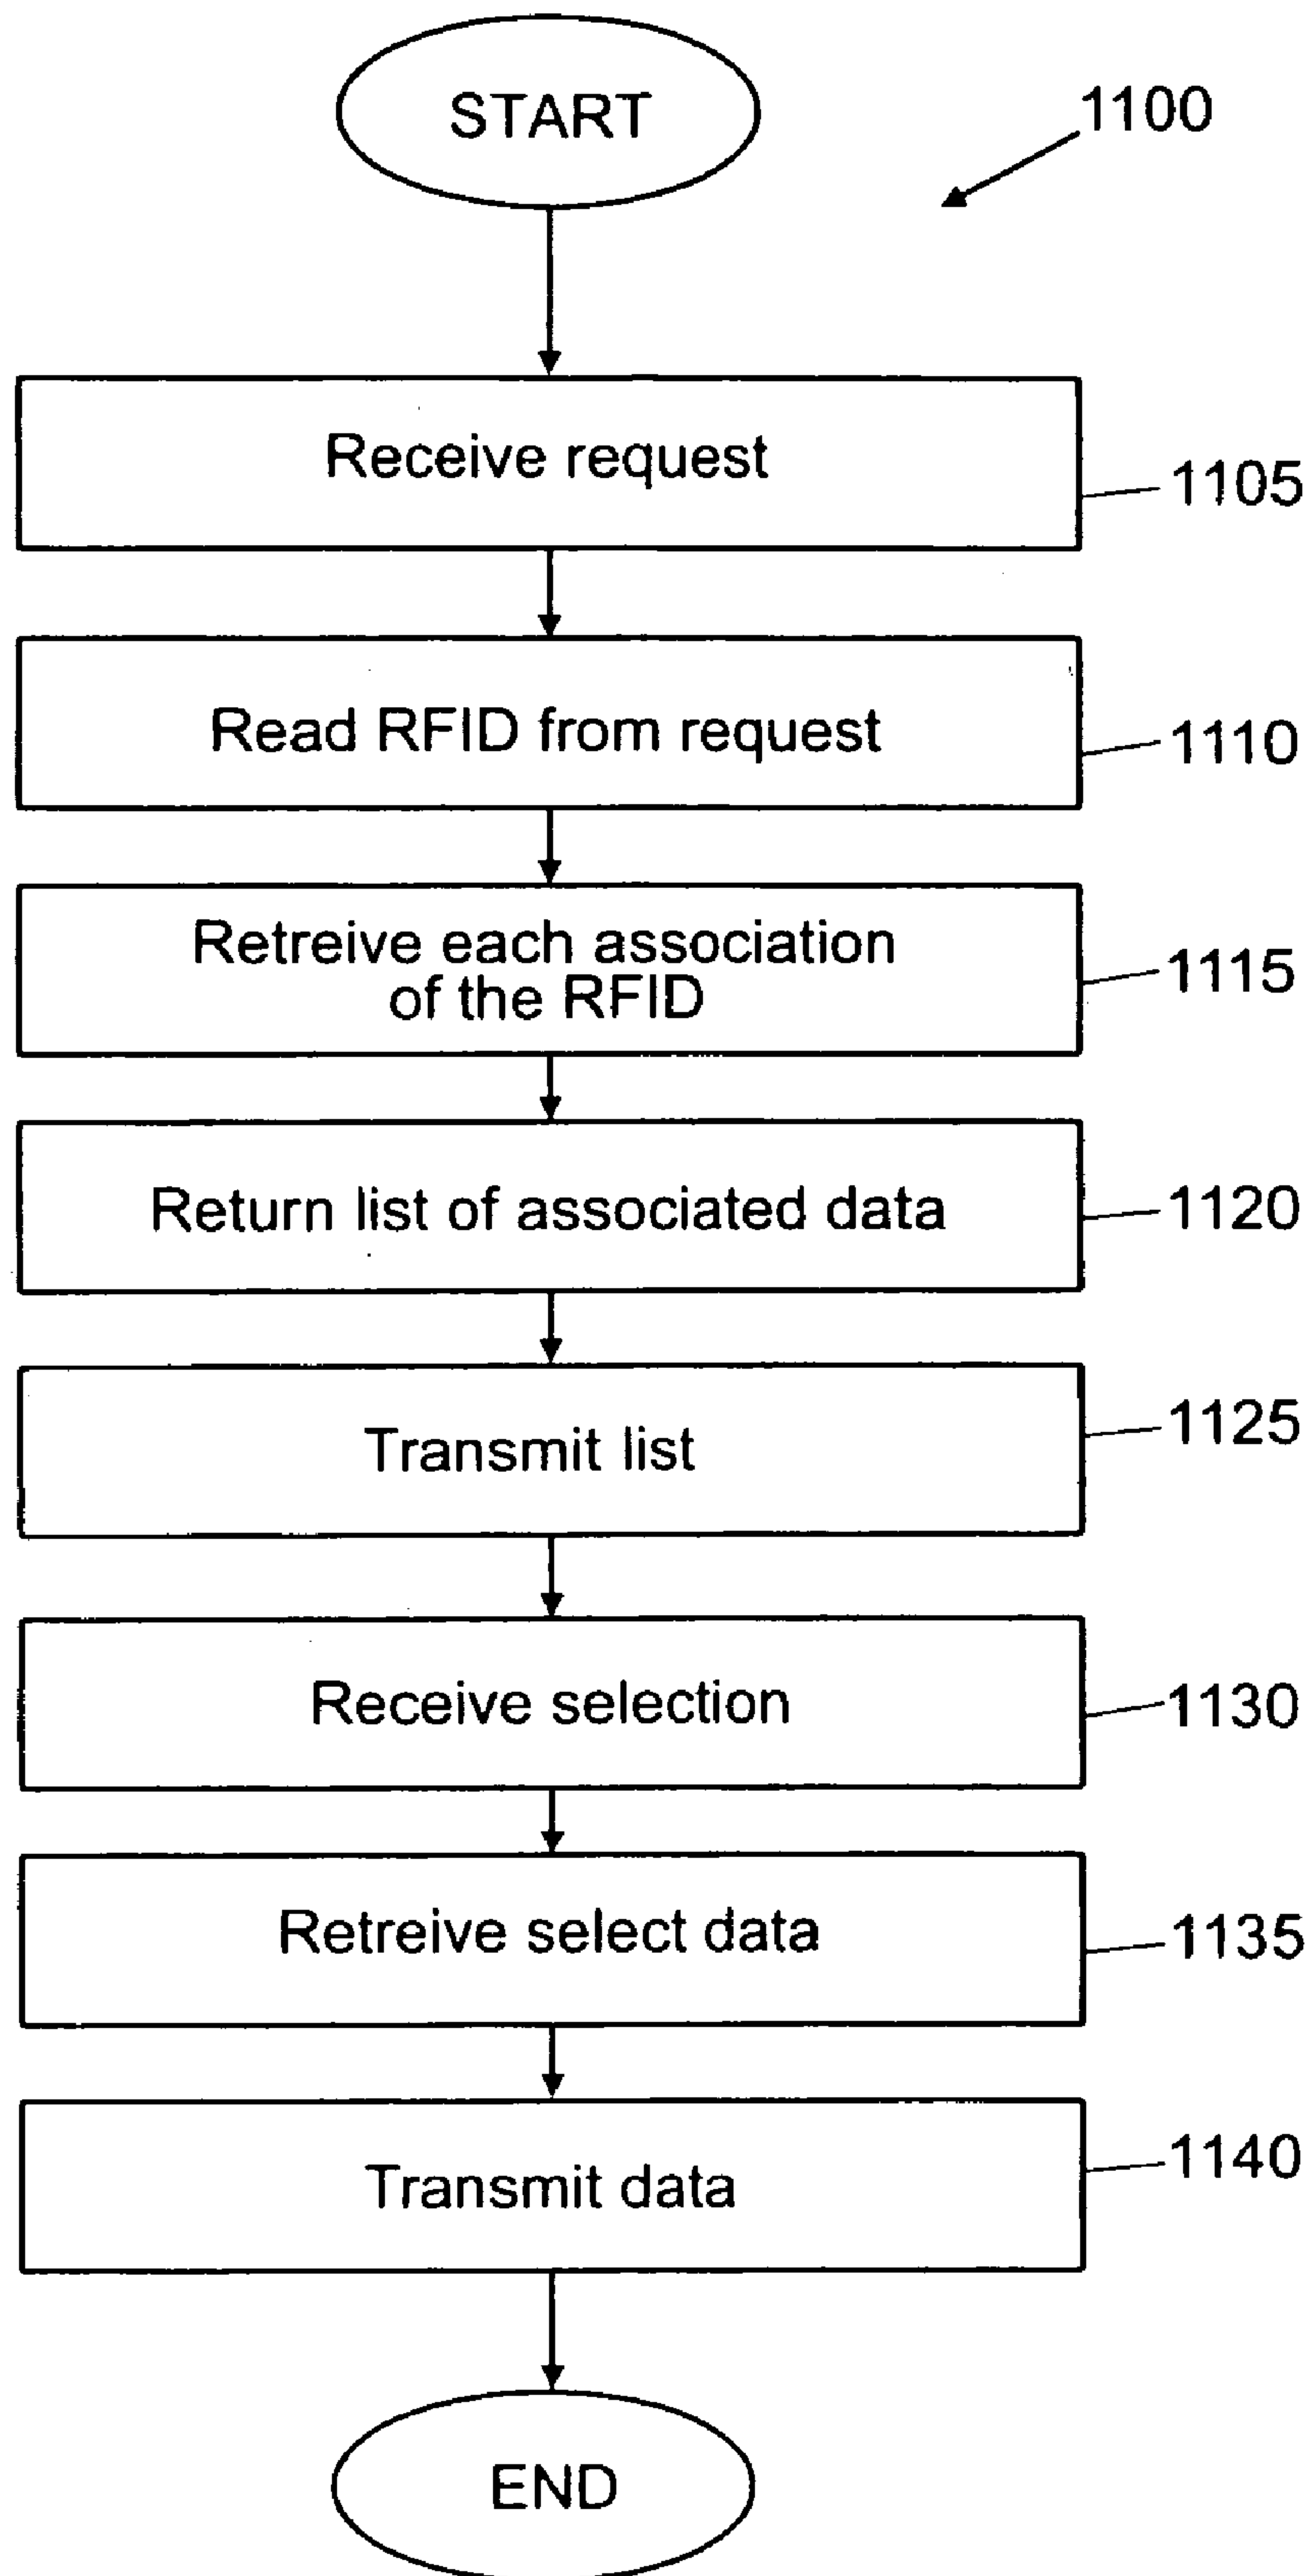 START
1100
Receive request
1105
Read RFID from request
1110
Retreive each association
of the RFID
1115
Return list of associated data
1120
Transmit list
1125
Receive selection
1130
Retreive select data
1135
Transmit data
1140
END